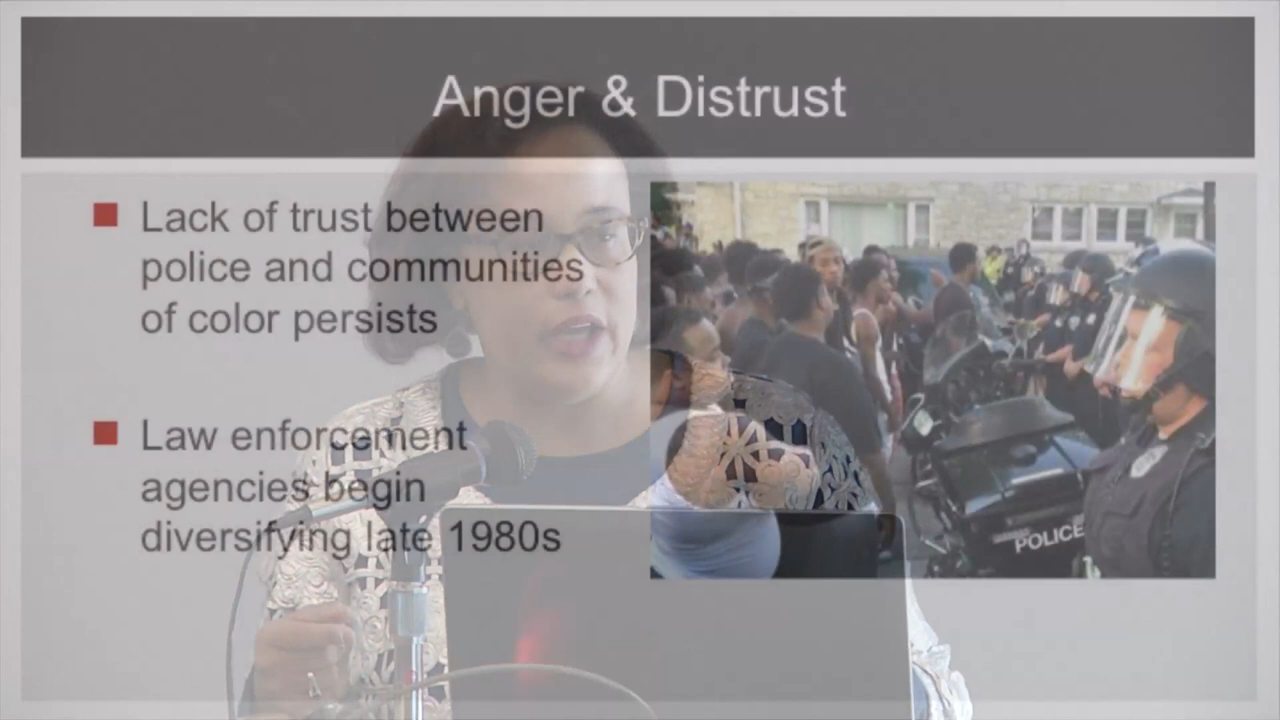 Anger & Distrust
Lack of trust between
police and communities
of color persists
Law enforcement
agencies begin
diversifying late 1980s
POLICE